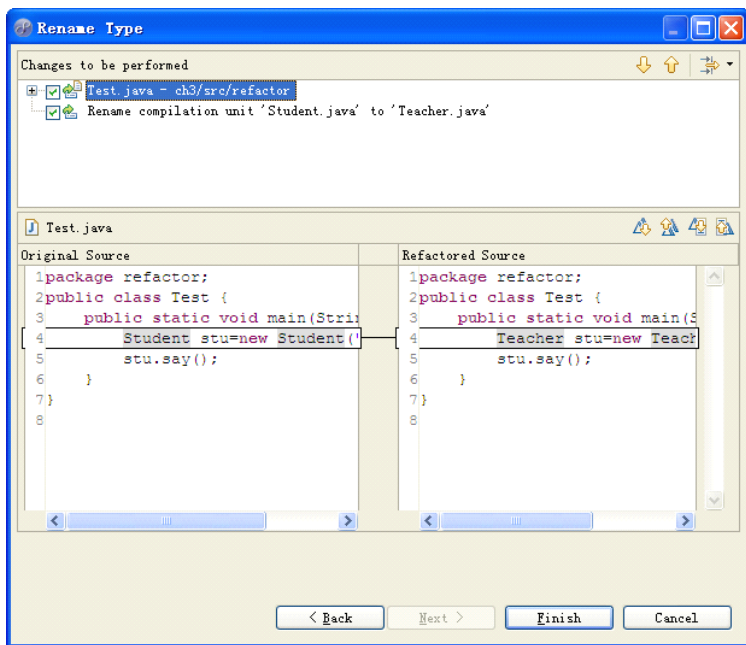 Rename Type
Changes to be performed
Test.java - ch3/src/refactor
Rename compilation unit 'Student.java' to 'Teacher.java'
Test.java
Original Source
1package refactor;
2public class Test {
3    public static void main(Strin
4        Student stu=new Student("
5        stu.say();
6    }
7}
8
Refactored Source
1package refactor;
2public class Test {
3    public static void main(S
4        Teacher stu=new Teach
5        stu.say();
6    }
7}
8
< Back
Next >
Finish
Cancel